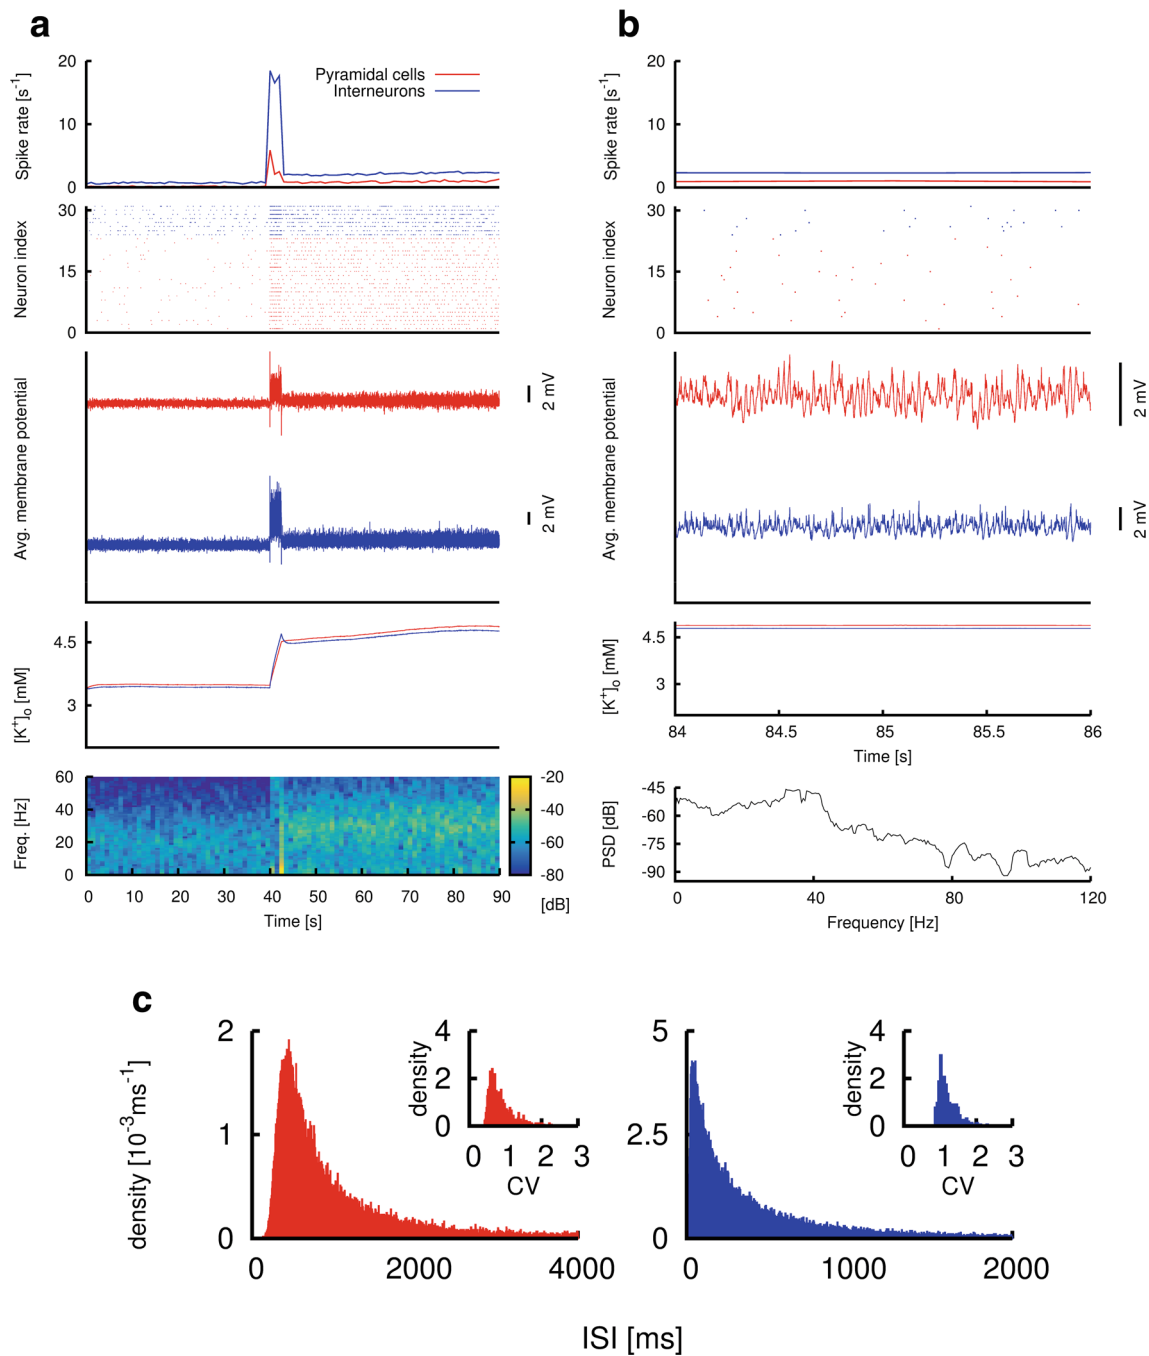 a
Spike rate [s-1]
20
10
0
Pyramidal cells
Interneurons
Neuron index
30
15
0
Avg. membrane potential
2 mV
2 mV
[K+]o [mM]
4.5
3
Freq. [Hz]
60
40
20
0
-20
-40
-60
-80
[dB]
0 10 20 30 40 50 60 70 80 90
Time [s]
b
Spike rate [s-1]
20
10
0
Neuron index
30
15
0
Avg. membrane potential
2 mV
2 mV
[K+]o [mM]
4.5
3
84 84.5 85 85.5 86
Time [s]
PSD [dB]
-45
-60
-75
-90
0 40 80 120
Frequency [Hz]
c
density [10-3ms-1]
2
1
0
0 2000 4000
density
4
2
0
0 1 2 3
CV
5
2.5
0
0 1000 2000
density
4
2
0
0 1 2 3
CV
ISI [ms]